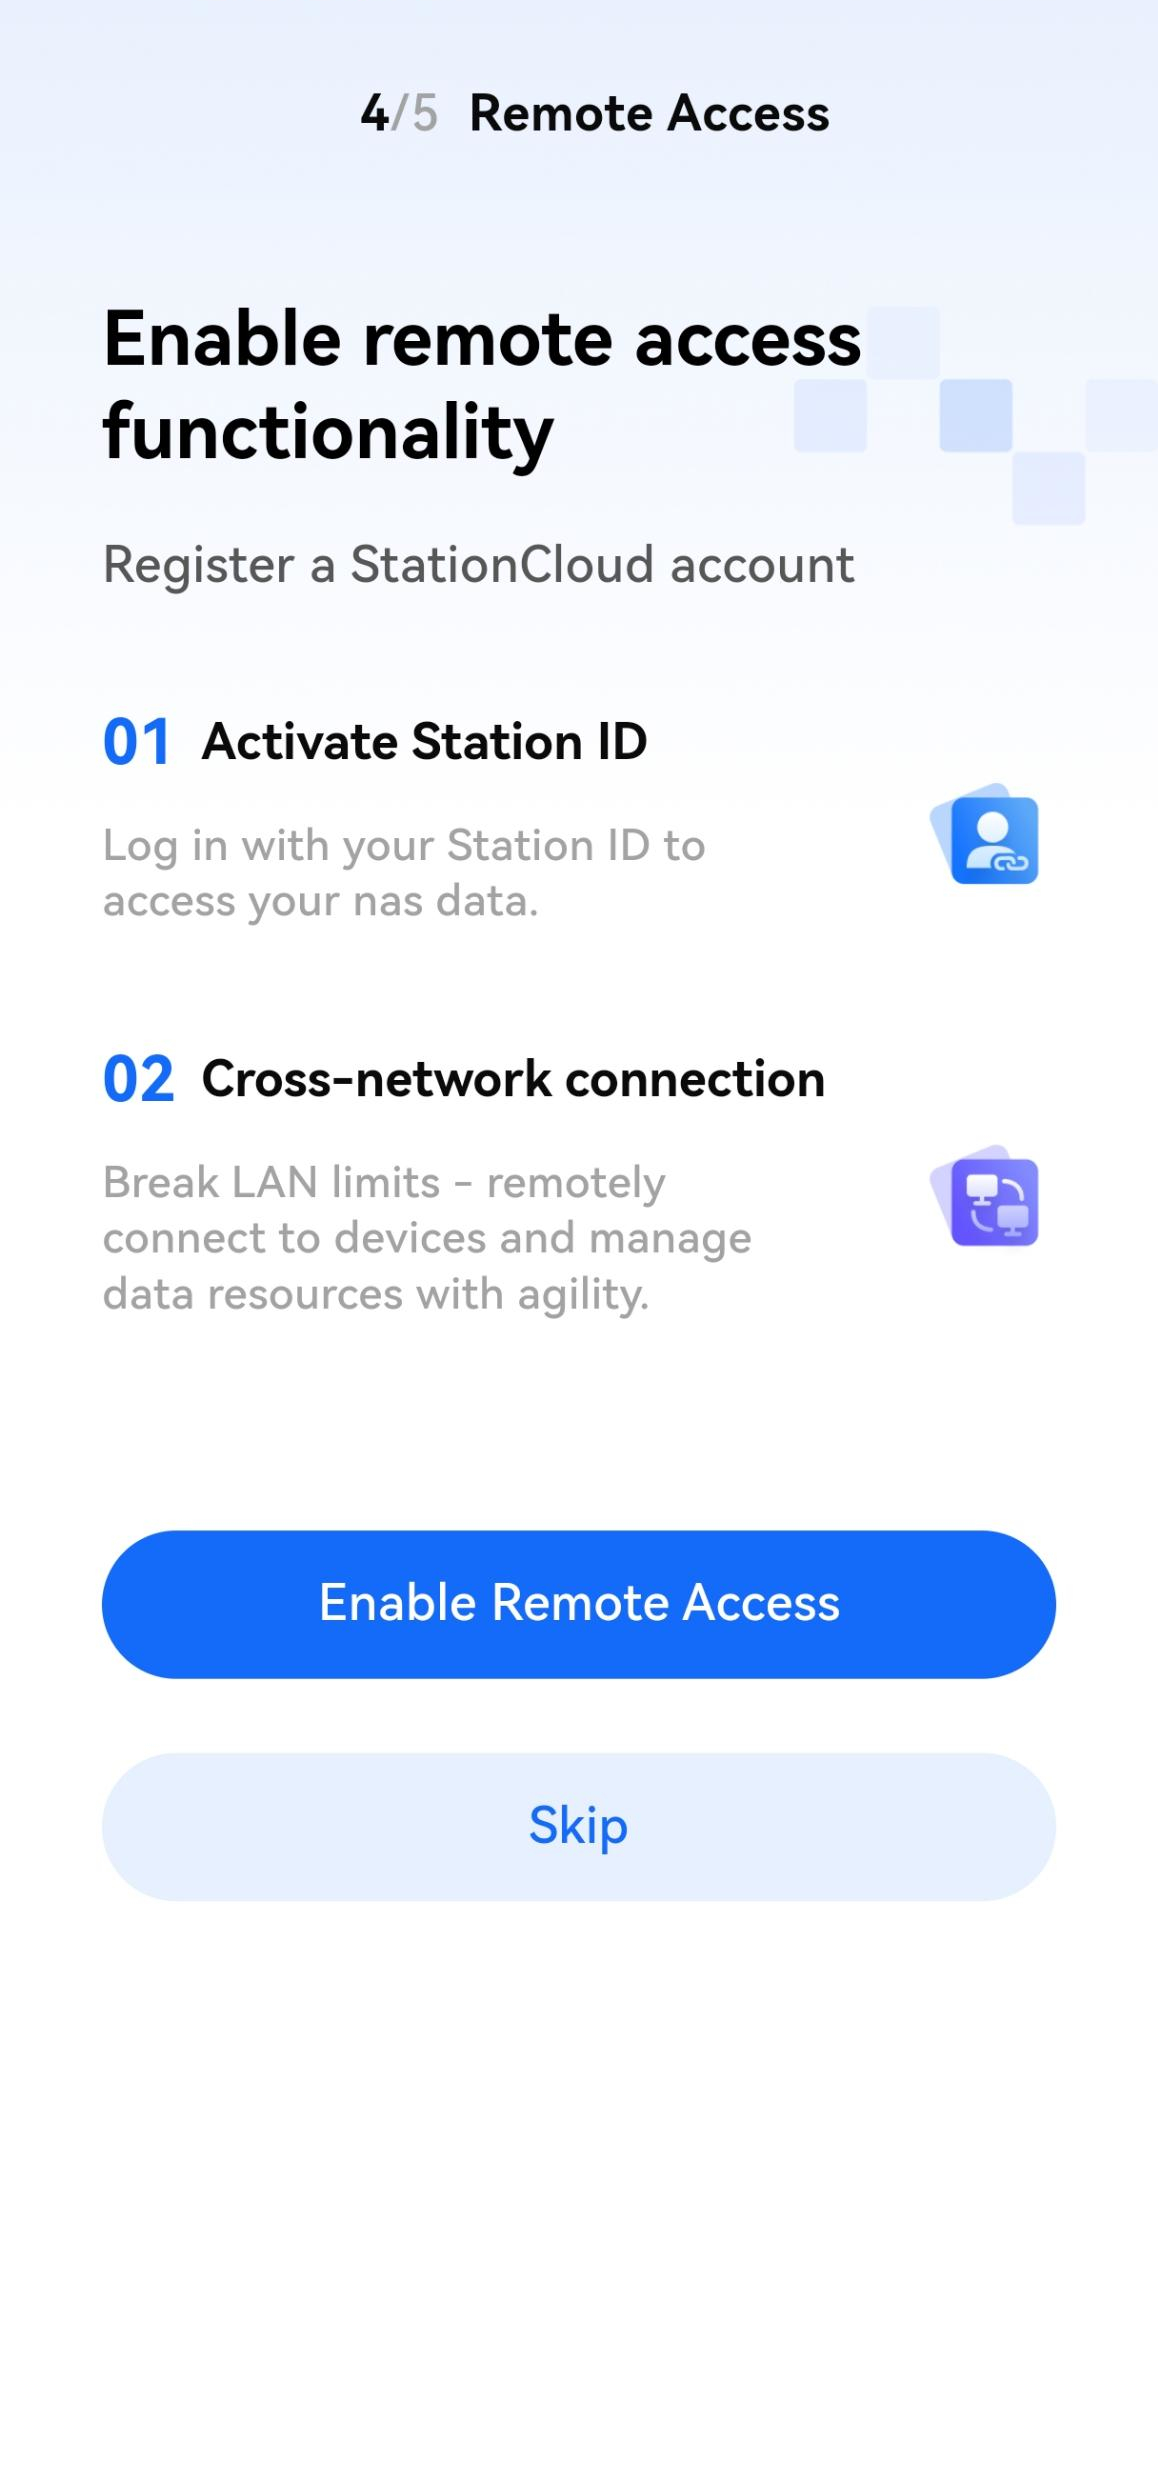 4/5 Remote Access
Enable remote access
functionality
Register a StationCloud account
01 Activate Station ID
Log in with your Station ID to
access your nas data.
02 Cross-network connection
Break LAN limits - remotely
connect to devices and manage
data resources with agility.
Enable Remote Access
Skip